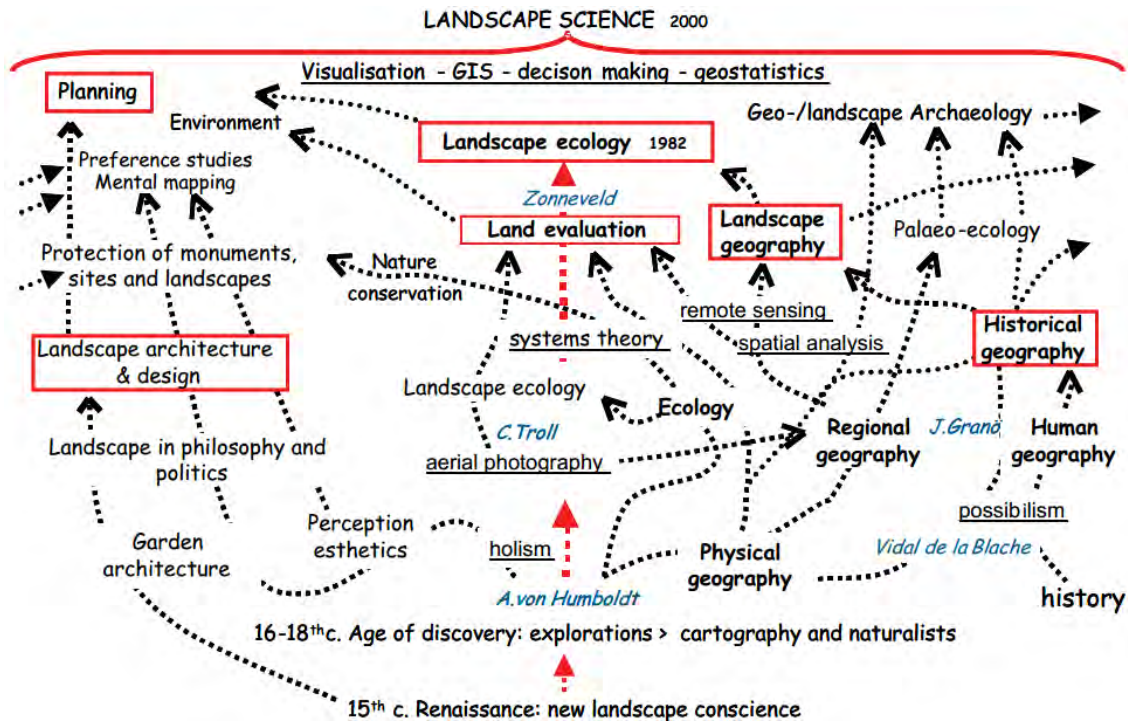 LANDSCAPE SCIENCE 2000
Visualisation - GIS - decison making - geostatistics
Planning
Environment
Geo-/landscape Archaeology
Landscape ecology 1982
Preference studies
Mental mapping
Zonneveld
Land evaluation
Landscape
geography
Palaeo-ecology
Protection of monuments,
sites and landscapes
Nature
conservation
remote sensing
systems theory
spatial analysis
Historical
geography
Landscape architecture
& design
Landscape ecology
Ecology
C.Troll
Regional
geography
J.Granö
Human
geography
Landscape in philosophy and
politics
aerial photography
possibilism
Perception
esthetics
Garden
architecture
holism
Physical
geography
Vidal de la Blache
A.von Humboldt
history
16-18th c. Age of discovery: explorations > cartography and naturalists
15th c. Renaissance: new landscape conscience